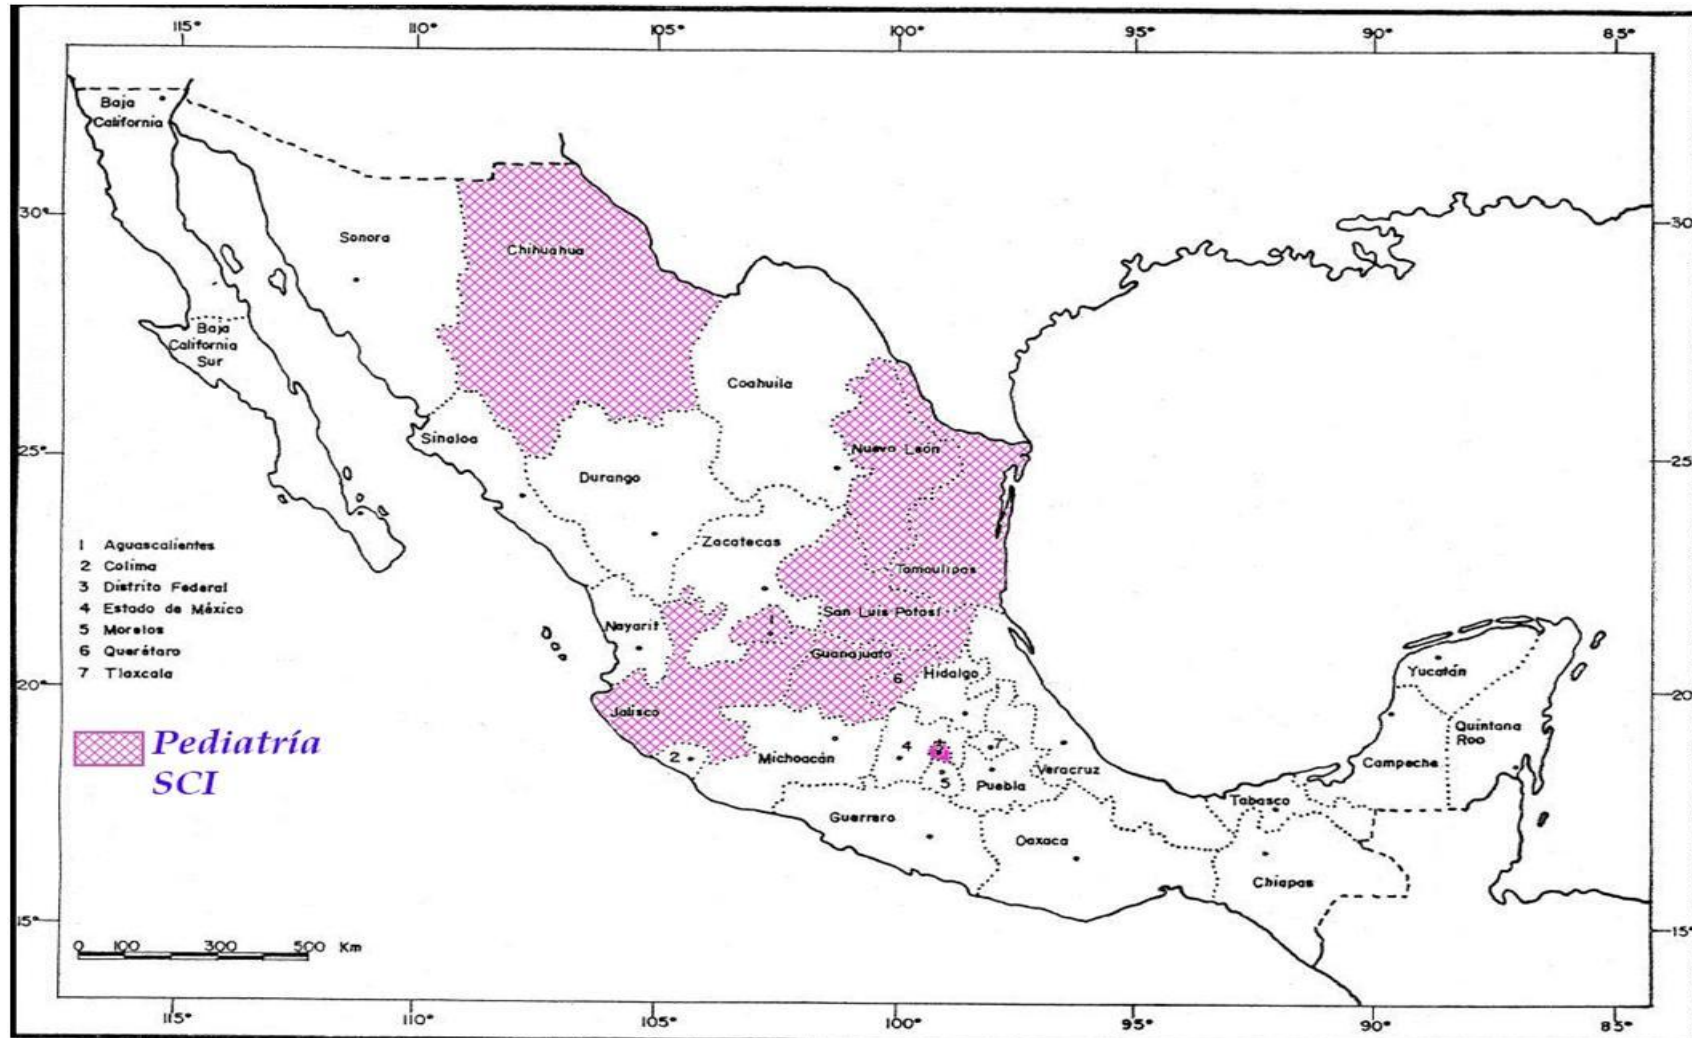 115° 110° 105° 100° 95° 90° 85°
Baja
California
30° 30°
Sonora
Chihuahua
Baja
California
Sur
Coahuila
Sinaloa
25° 25°
Nuevo León
Durango
Zacatecas
Tamaulipas
San Luis Potosí
1 Aguascalientes
2 Colima
3 Distrito Federal
4 Estado de México
5 Morelos
6 Querétaro
7 Tlaxcala
Nayarit
1
Guanajuato
6
Hidalgo
20° 20°
Yucatán
Jalisco
Quintana
Roo
Pediatría
SCI
2
Michoacán
4
3
7
5
Puebla
Veracruz
Campeche
Tabasco
Guerrero
Oaxaca
Chiapas
15° 15°
0 100 300 500 Km
115° 110° 105° 100° 95° 90° 85°